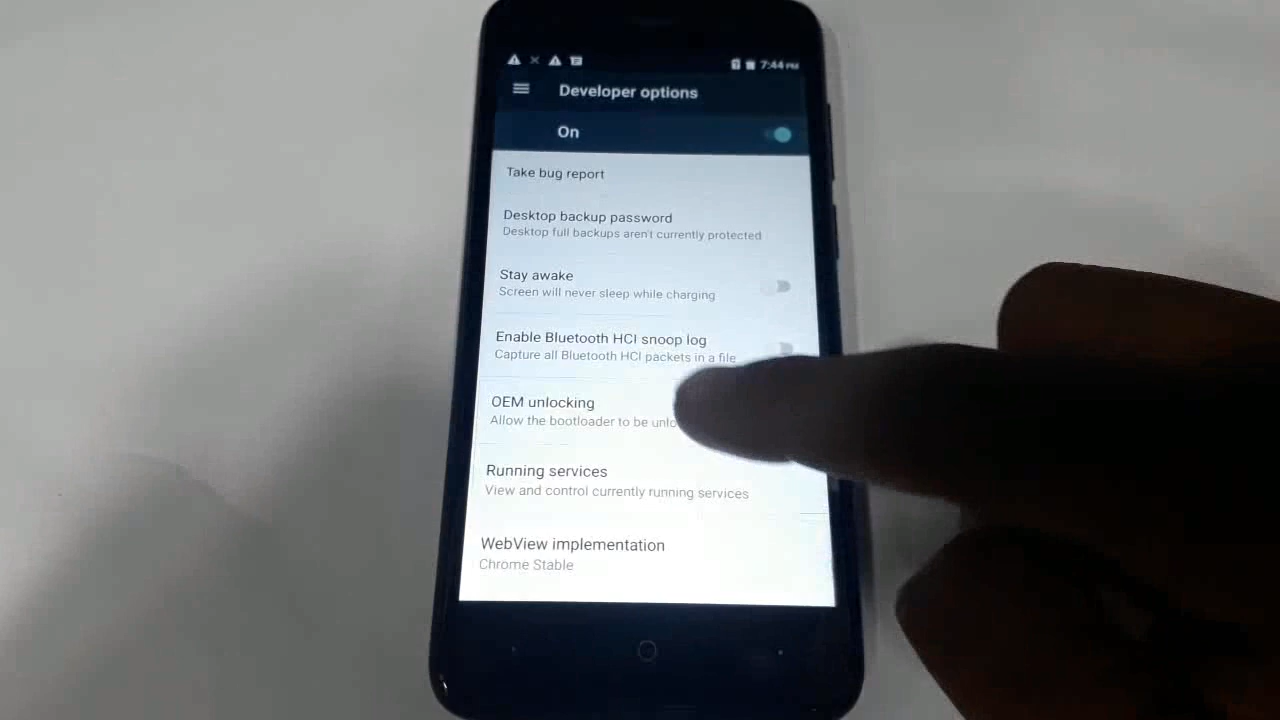 7:44 PM
Developer options
On
Take bug report
Desktop backup password
Desktop full backups aren't currently protected
Stay awake
Screen will never sleep while charging
Enable Bluetooth HCI snoop log
Capture all Bluetooth HCI packets in a file
OEM unlocking
Allow the bootloader to be
Running services
View and control currently running services
WebView implementation
Chrome Stable